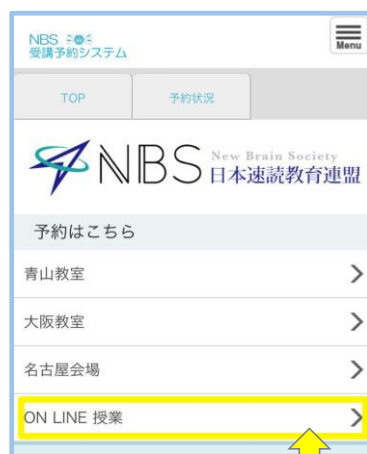 NBS
受講予約システム
Menu
TOP
予約状況
NBS
New Brain Society
日本速読教育連盟
予約はこちら
青山教室
大阪教室
名古屋会場
ON LINE 授業